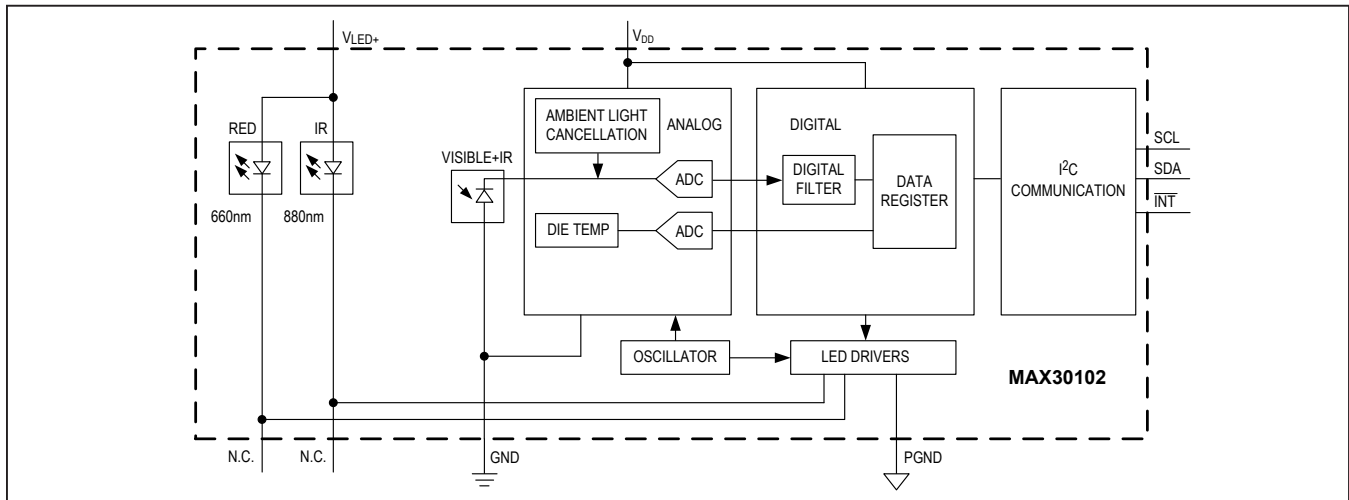 VLED+
VDD
RED
IR
660nm
880nm
VISIBLE+IR
AMBIENT LIGHT
CANCELLATION
ANALOG
ADC
DIE TEMP
ADC
DIGITAL
DIGITAL
FILTER
DATA
REGISTER
I2C
COMMUNICATION
SCL
SDA
INT
OSCILLATOR
LED DRIVERS
MAX30102
N.C.
N.C.
GND
PGND